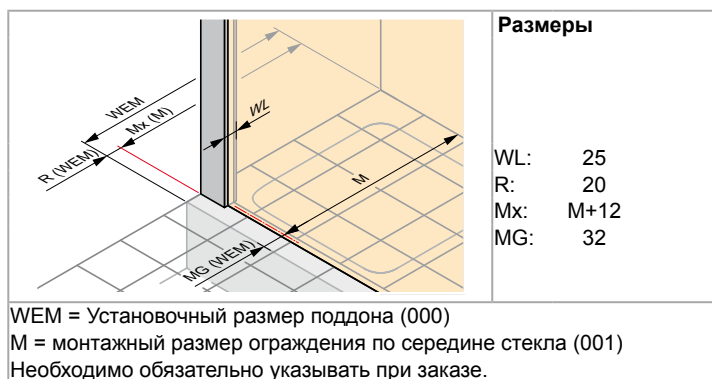 Размеры
WEM
Mx (M)
R (WEM)
WL
M
MG (WEM)
WL: 25
R: 20
Mx: M+12
MG: 32
WEM = Установочный размер поддона (000)
M = монтажный размер ограждения по середине стекла (001)
Необходимо обязательно указывать при заказе.